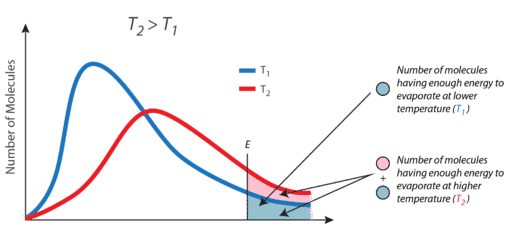 T2 > T1
Number of Molecules
T1
T2
E
Number of molecules
having enough energy to
evaporate at lower
temperature (T1)
Number of molecules
+
having enough energy to
evaporate at higher
temperature (T2)